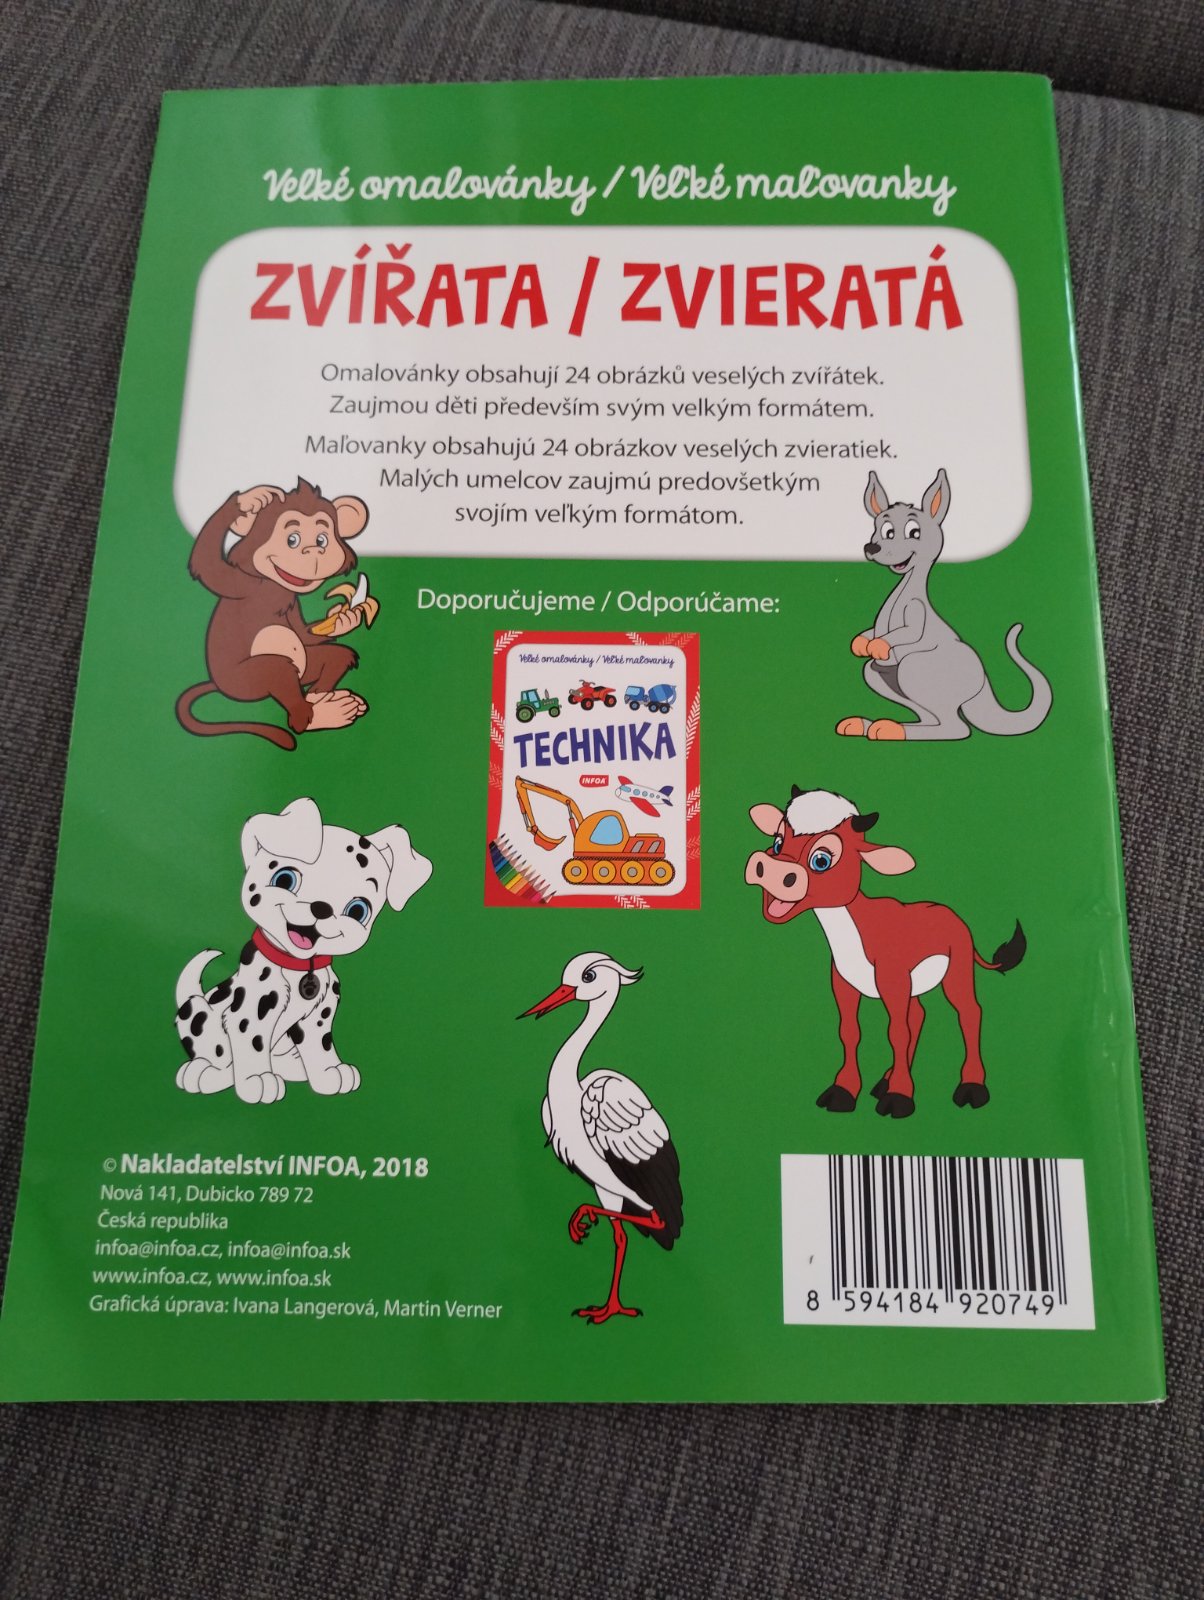 Velké omalovánky / Veľké maľovanky
ZVÍŘATA / ZVIERATÁ
Omalovánky obsahují 24 obrázků veselých zvířátek.
Zaujmou děti především svým velkým formátem.
Maľovanky obsahujú 24 obrázkov veselých zvieratiek.
Malých umelcov zaujmú predovšetkým
svojím veľkým formátom.
Doporučujeme / Odporúčame:
Velké omalovánky / Veľké maľovanky
TECHNIKA
INFOA
© Nakladatelství INFOA, 2018
Nová 141, Dubicko 789 72
Česká republika
infoa@infoa.cz, infoa@infoa.sk
www.infoa.cz, www.infoa.sk
Grafická úprava: Ivana Langerová, Martin Verner
8 594184 920749